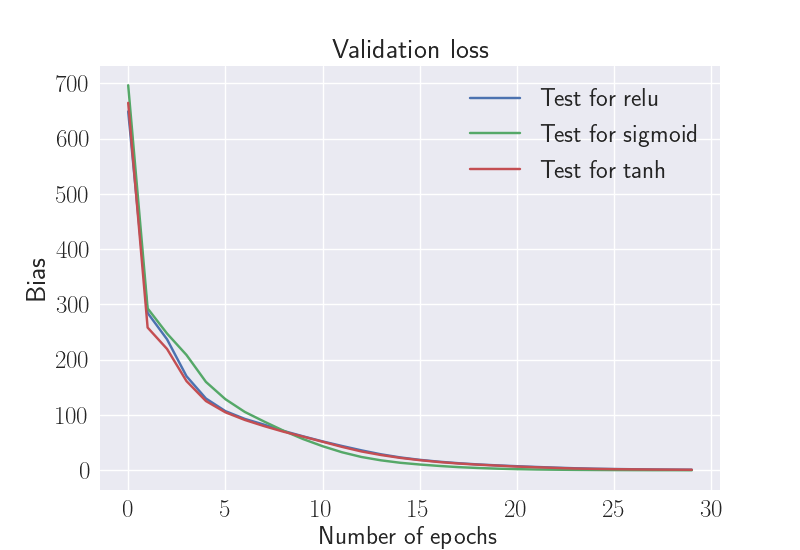 Validation loss
700
600
500
400
300
200
100
0
Bias
Test for relu
Test for sigmoid
Test for tanh
0 5 10 15 20 25 30
Number of epochs